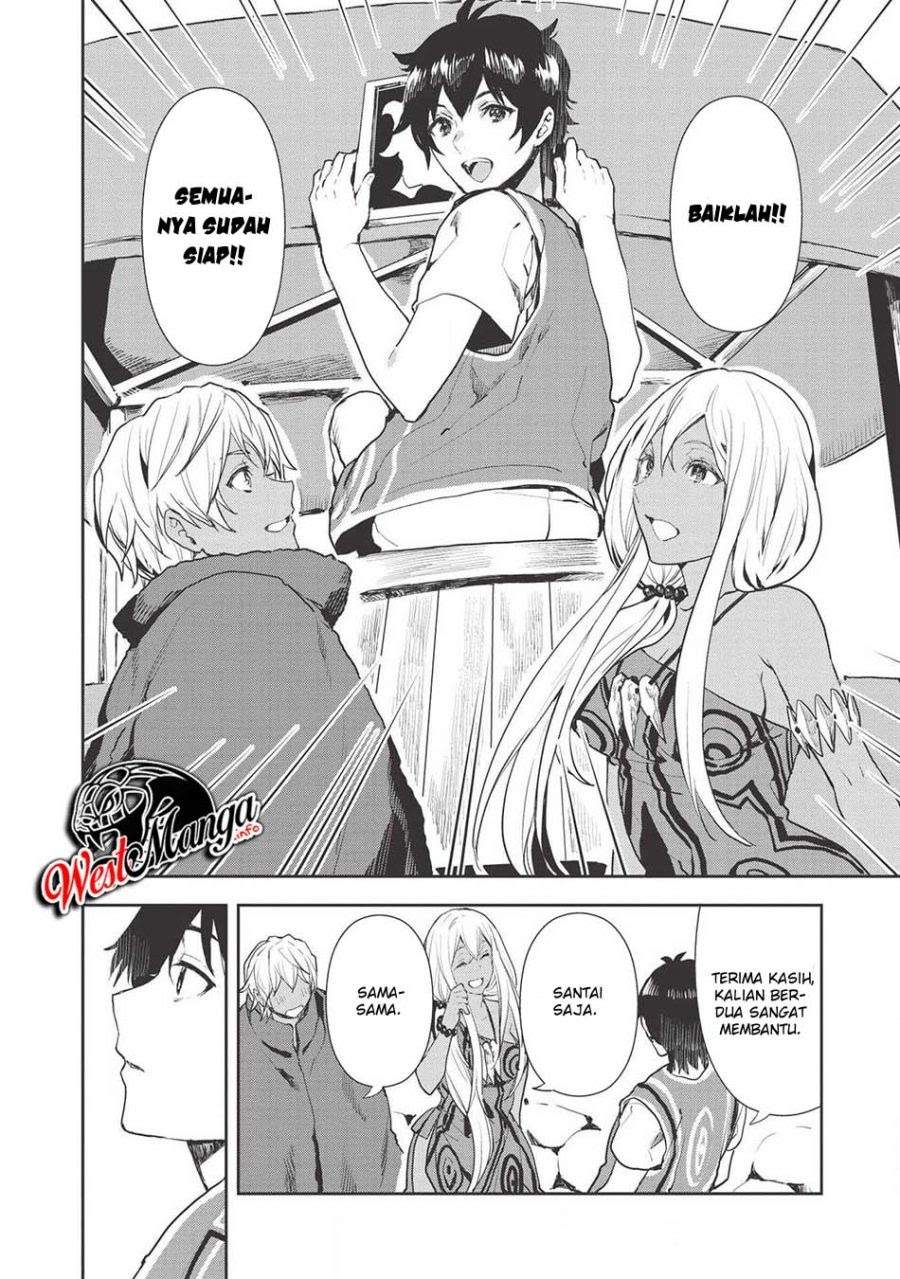 BAIKLAH!!
SEMUA-
NYA SUDAH
SIAP!!
WestManga
.info
TERIMA KASIH,
KALIAN BER-
DUA SANGAT
MEMBANTU.
SANTAI
SAJA.
SAMA-
SAMA.